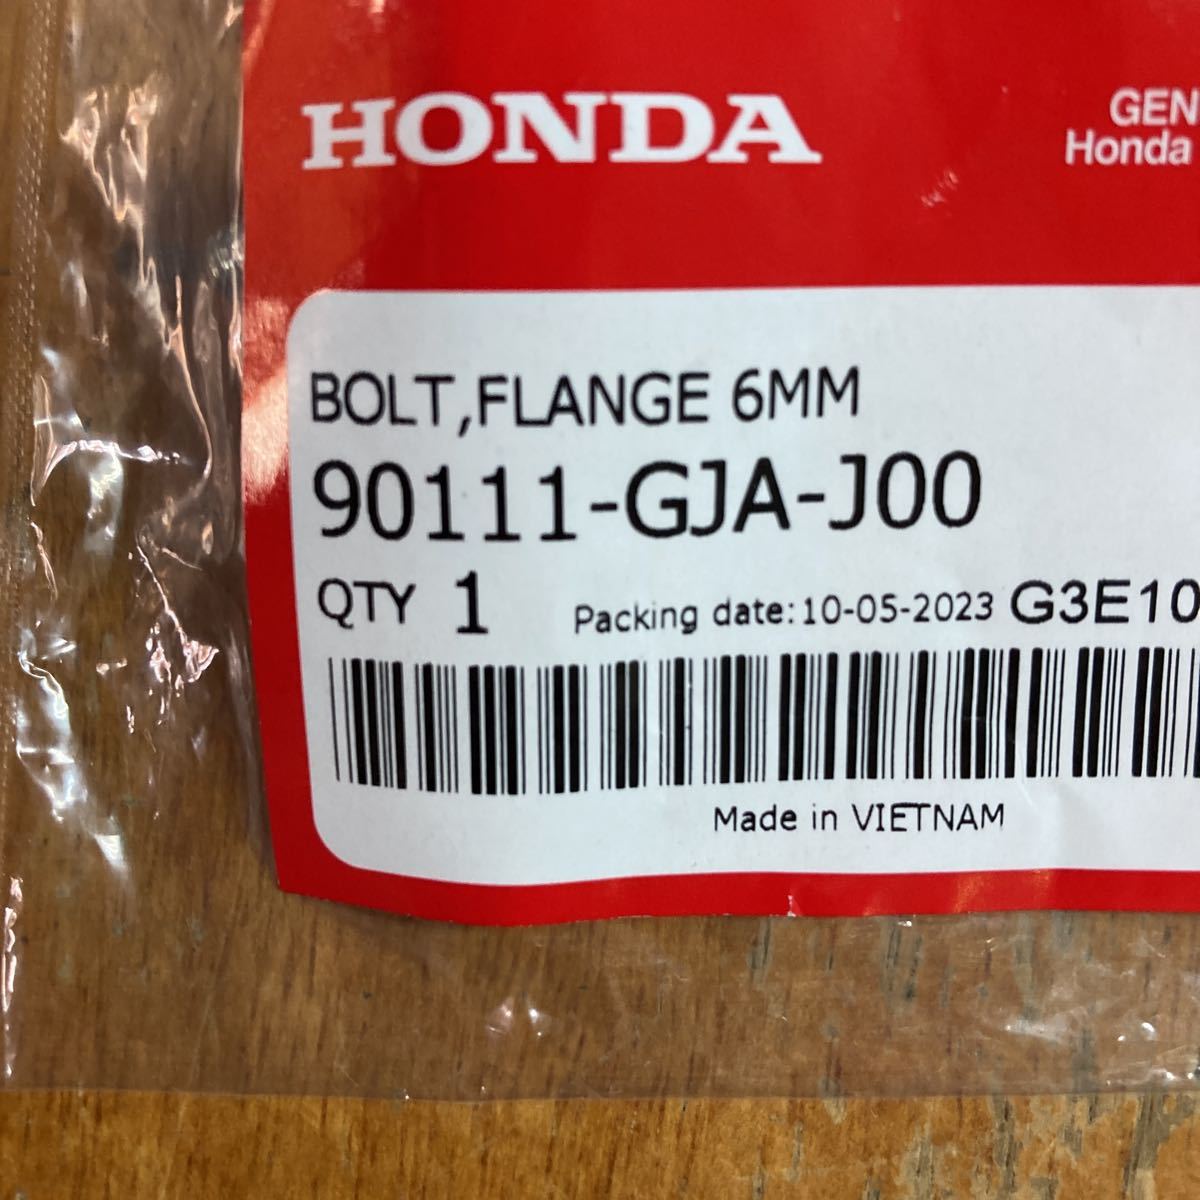 HONDA
GEN
Honda
BOLT,FLANGE 6MM
90111-GJA-J00
QTY 1 Packing date:10-05-2023 G3E10
Made in VIETNAM